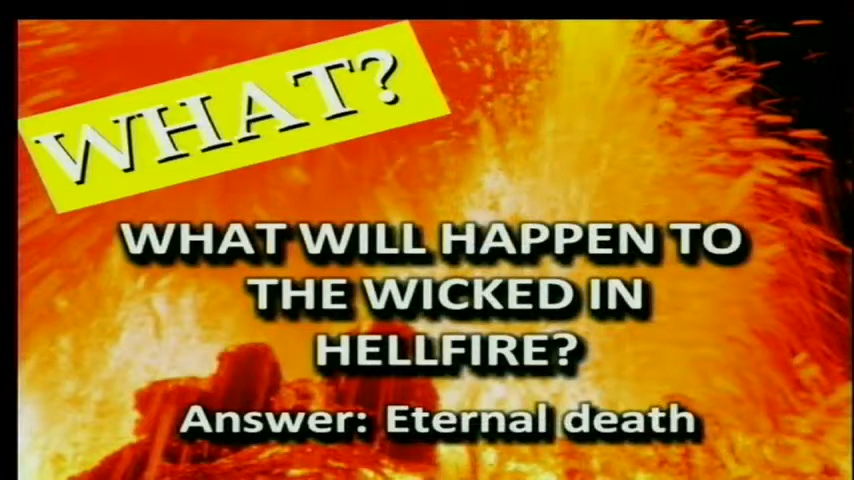 WHAT?
WHAT WILL HAPPEN TO
THE WICKED IN
HELLFIRE?
Answer: Eternal death